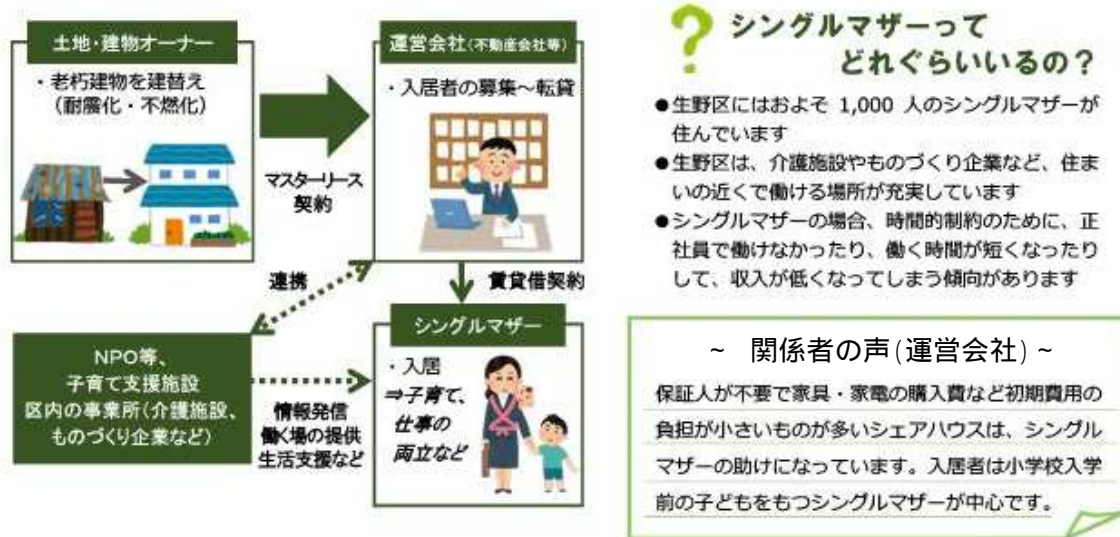 土地・建物オーナー
・老朽建物を建替え
（耐震化・不燃化）
マスターリース
契約
運営会社(不動産会社等)
・入居者の募集～転貸
連携
賃貸借契約
NPO等、
子育て支援施設
区内の事業所(介護施設、
ものづくり企業など)
情報発信
働く場の提供
生活支援など
シングルマザー
・入居
⇒子育て、
仕事の
両立など
?
シングルマザーって
どれぐらいいるの？
●生野区にはおよそ 1,000 人のシングルマザーが
住んでいます
●生野区は、介護施設やものづくり企業など、住ま
いの近くで働ける場所が充実しています
●シングルマザーの場合、時間的制約のために、正
社員で働けなかったり、働く時間が短くなったり
して、収入が低くなってしまう傾向があります
~ 関係者の声(運営会社) ~
保証人が不要で家具・家電の購入費など初期費用の
負担が小さいものが多いシェアハウスは、シングル
マザーの助けになっています。入居者は小学校入学
前の子どもをもつシングルマザーが中心です。